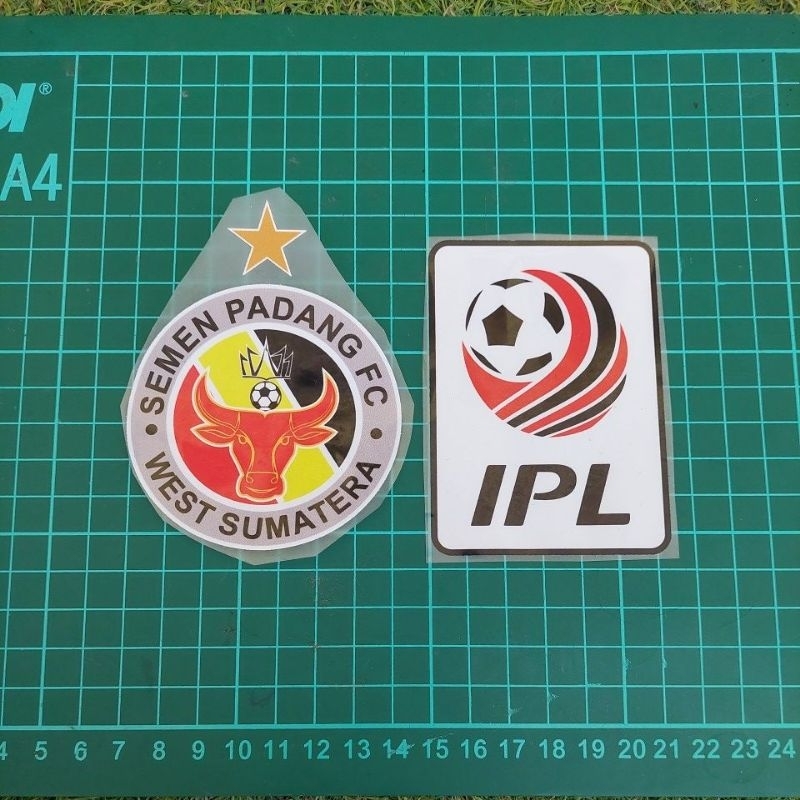 A4
SEMEN PADANG FC
WEST SUMATERA
IPL
5 6 7 8 9 10 11 12 13 14 15 16 17 18 19 20 21 22 23 24